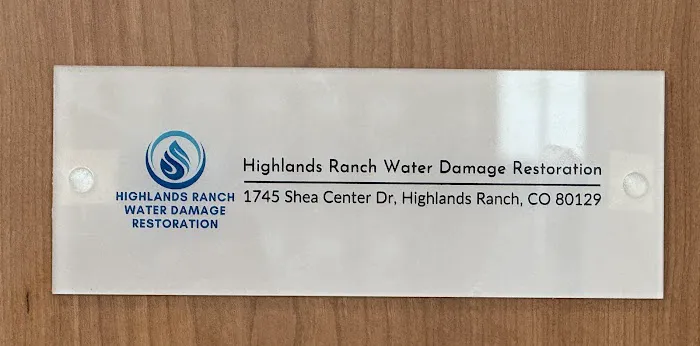 HIGHLANDS RANCH
WATER DAMAGE
RESTORATION
Highlands Ranch Water Damage Restoration
1745 Shea Center Dr, Highlands Ranch, CO 80129